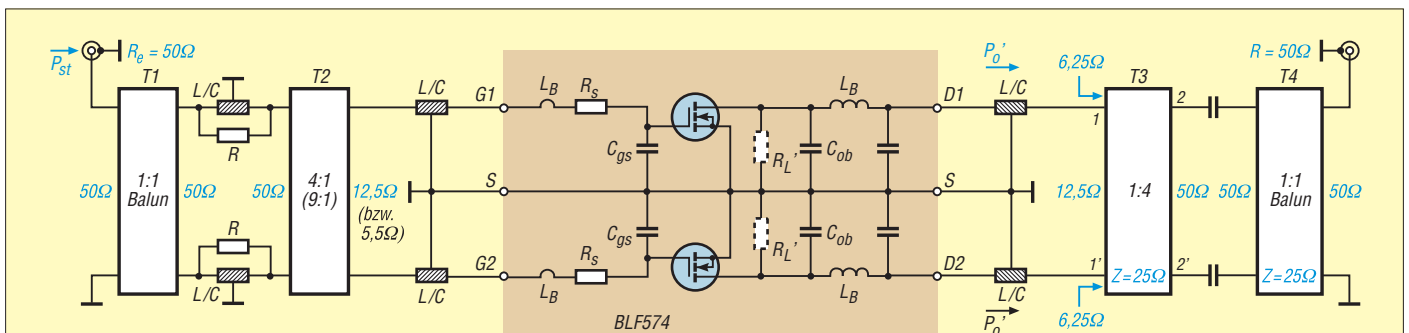 P_st
R_e = 50Ω
T1
L/C
R
T2
L/C
G1
L_B
R_s
L_B
D1
P_o'
L/C
6,25Ω
T3
R = 50Ω
T4
1
2
50Ω
1:1
Balun
50Ω
50Ω
4:1
(9:1)
12,5Ω
(bzw.
5,5Ω)
S
C_gs
R_L'
C_ob
S
12,5Ω
1:4
50Ω
50Ω
1:1
Balun
50Ω
R
L/C
L/C
G2
C_gs
R_s
L_B
R_L'
C_ob
L_B
D2
L/C
P_o'
1'
2'
6,25Ω
Z=25Ω
Z=25Ω
BLF574